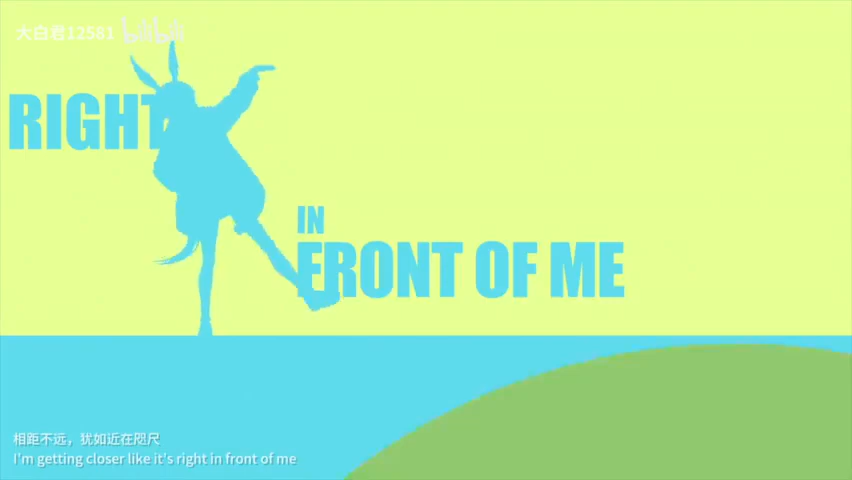 大白君12581 bilibili
RIGHT
IN
FRONT OF ME
相距不远，犹如近在咫尺
I'm getting closer like it's right in front of me